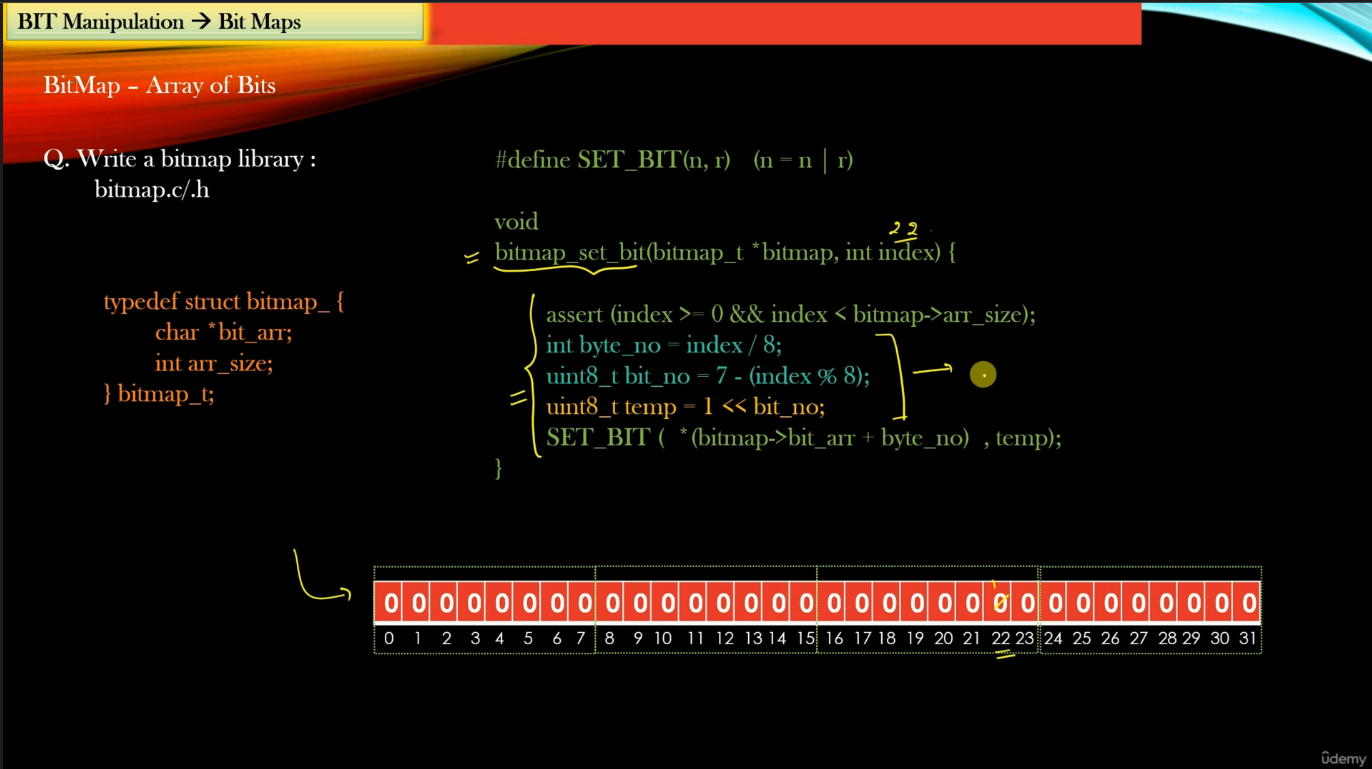 BIT Manipulation → Bit Maps
BitMap – Array of Bits
Q. Write a bitmap library :
bitmap.c/.h
typedef struct bitmap_ {
char *bit_arr;
int arr_size;
} bitmap_t;
#define SET_BIT(n, r) (n = n | r)
void
22
bitmap_set_bit(bitmap_t *bitmap, int index) {
assert (index >= 0 && index < bitmap->arr_size);
int byte_no = index / 8;
uint8_t bit_no = 7 - (index % 8);
uint8_t temp = 1 << bit_no;
SET_BIT ( *(bitmap->bit_arr + byte_no) , temp);
}
1
0 0 0 0 0 0 0 0 0 0 0 0 0 0 0 0 0 0 0 0 0 0 0 0 0 0 0 0 0 0 0 0
0 1 2 3 4 5 6 7 8 9 10 11 12 13 14 15 16 17 18 19 20 21 22 23 24 25 26 27 28 29 30 31
ûdemy